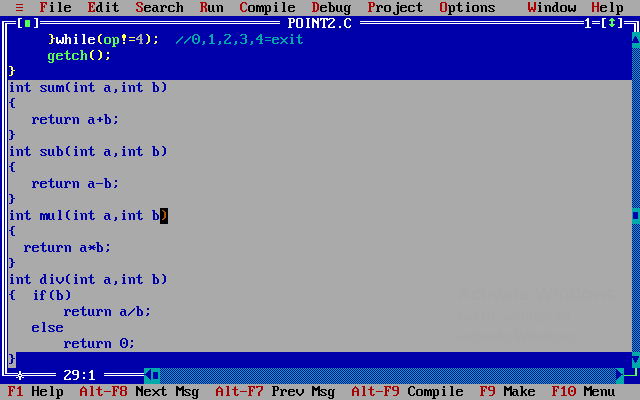 ≡ File Edit Search Run Compile Debug Project Options Window Help
[■] POINT2.C 1=[↕]
}while(op!=4); //0,1,2,3,4=exit
getch();
}
int sum(int a,int b)
{
return a+b;
}
int sub(int a,int b)
{
return a-b;
}
int mul(int a,int b)
{
return a*b;
}
int div(int a,int b)
{ if(b)
return a/b;
else
return 0;
}
29:1
F1 Help Alt-F8 Next Msg Alt-F7 Prev Msg Alt-F9 Compile F9 Make F10 Menu